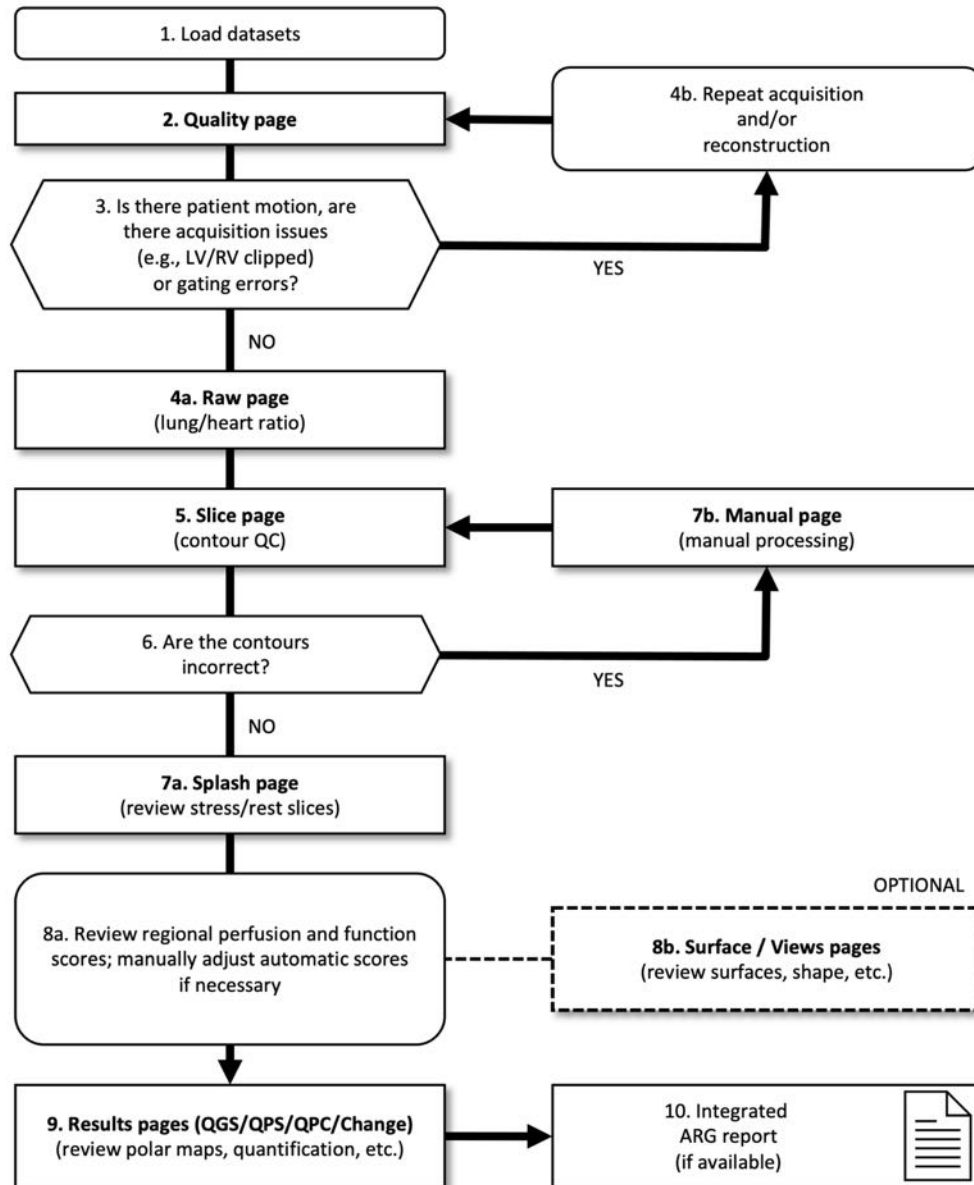 1. Load datasets
2. Quality page
4b. Repeat acquisition
and/or
reconstruction
3. Is there patient motion, are
there acquisition issues
(e.g., LV/RV clipped)
or gating errors?
YES
NO
4a. Raw page
(lung/heart ratio)
5. Slice page
(contour QC)
7b. Manual page
(manual processing)
6. Are the contours
incorrect?
YES
NO
7a. Splash page
(review stress/rest slices)
OPTIONAL
8a. Review regional perfusion and function
scores; manually adjust automatic scores
if necessary
8b. Surface / Views pages
(review surfaces, shape, etc.)
9. Results pages (QGS/QPS/QPC/Change)
(review polar maps, quantification, etc.)
10. Integrated
ARG report
(if available)